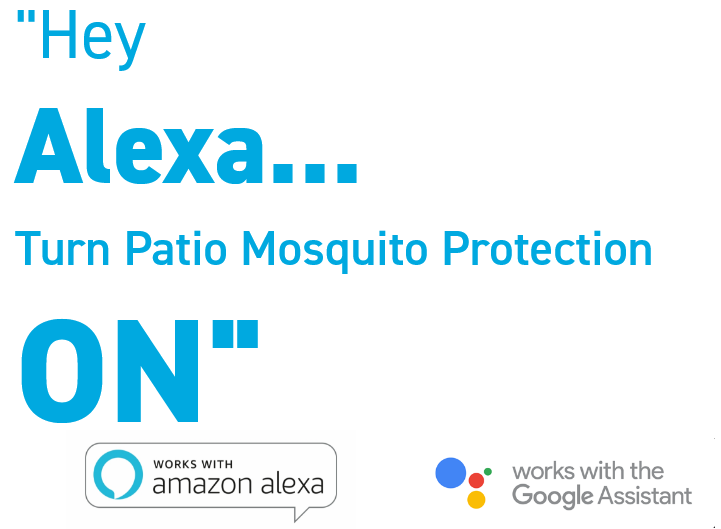 "Hey
Alexa...
Turn Patio Mosquito Protection
ON"
WORKS WITH
amazon alexa
works with the
Google Assistant